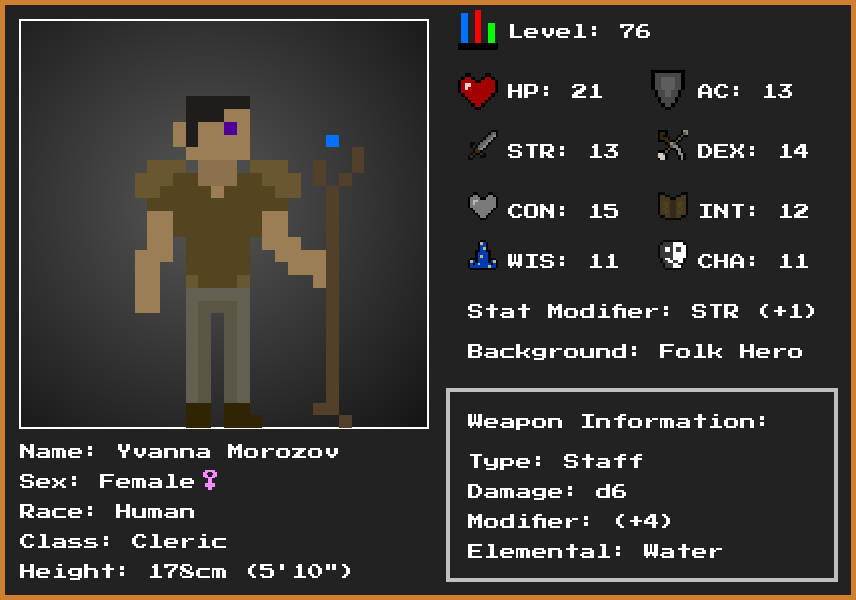 Level: 76
HP: 21
AC: 13
STR: 13
DEX: 14
CON: 15
INT: 12
WIS: 11
CHA: 11
Stat Modifier: STR (+1)
Background: Folk Hero
Weapon Information:
Type: Staff
Damage: d6
Modifier: (+4)
Elemental: Water
Name: Yvanna Morozov
Sex: Female♀
Race: Human
Class: Cleric
Height: 178cm (5'10")